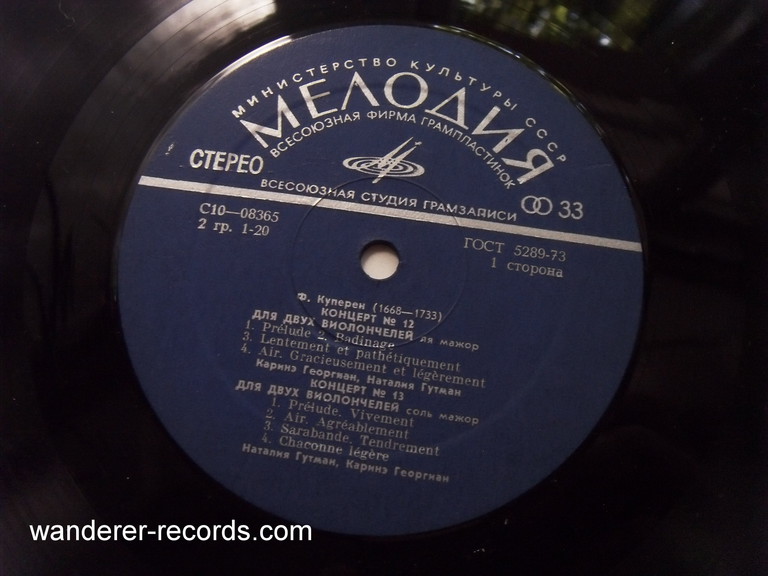 МИНИСТЕРСТВО КУЛЬТУРЫ СССР
МЕЛОДИЯ
ВСЕСОЮЗНАЯ ФИРМА ГРАМПЛАСТИНОК
СТЕРЕО
ВСЕСОЮЗНАЯ СТУДИЯ ГРАМЗАПИСИ
33
С10—08365
2 гр. 1-20
ГОСТ 5289-73
1 сторона
Ф. Куперен (1668—1733)
КОНЦЕРТ № 12
ДЛЯ ДВУХ ВИОЛОНЧЕЛЕЙ мажор
1. Prélude 2. Badinage
3. Lentement et pathétiquement
4. Air. Gracieusement et légèrement
Каринэ Георгиан, Наталия Гутман
КОНЦЕРТ № 13
ДЛЯ ДВУХ ВИОЛОНЧЕЛЕЙ соль мажор
1. Prélude. Vivement
2. Air. Agréablement
3. Sarabande. Tendrement
4. Chaconne légère
Наталия Гутман, Каринэ Георгиан
wanderer-records.com